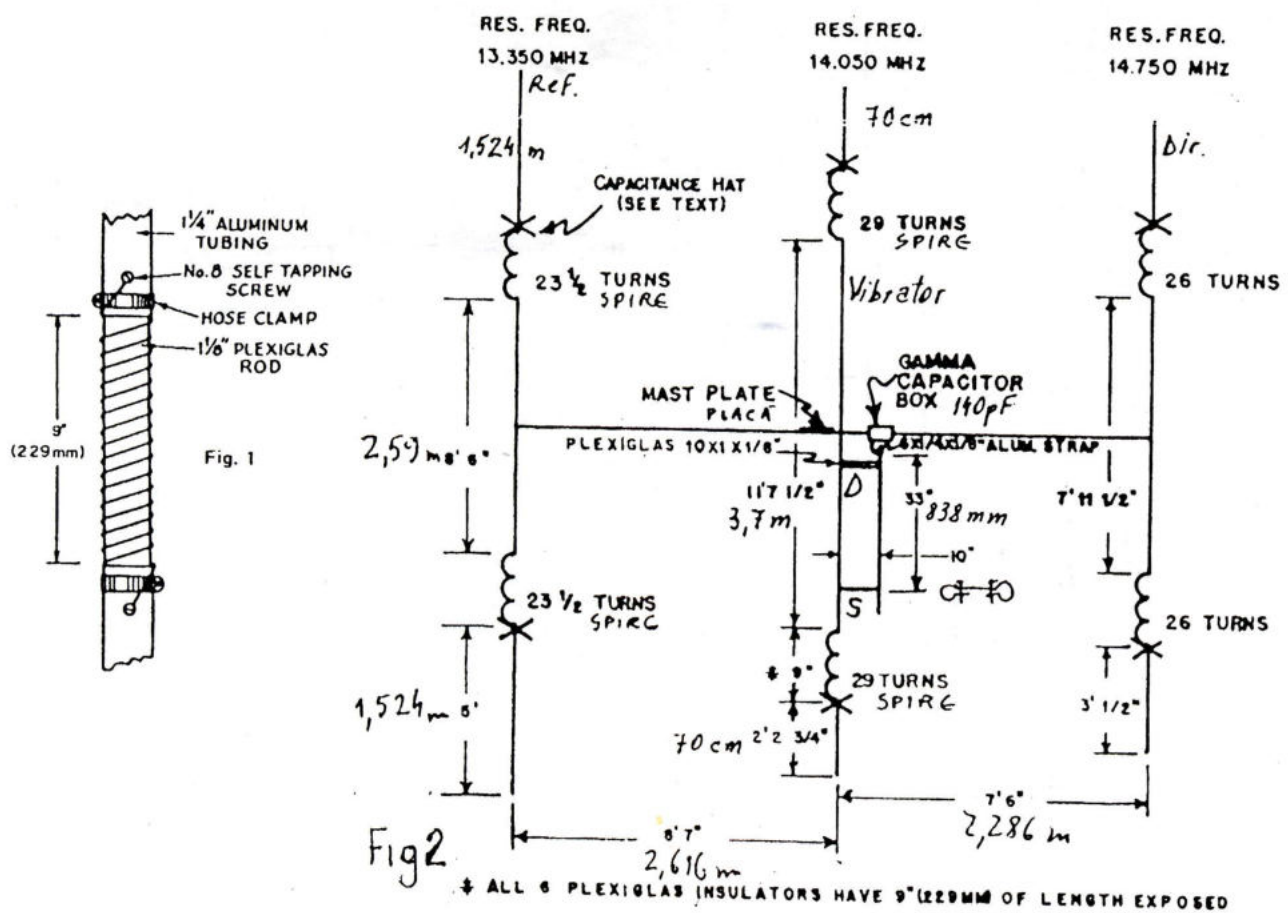 RES. FREQ.
13.350 MHZ
Ref.
1,524 m
RES. FREQ.
14.050 MHZ
70 cm
RES. FREQ.
14.750 MHZ
Dir.
CAPACITANCE HAT
(SEE TEXT)
1¼" ALUMINUM
TUBING
No. 8 SELF TAPPING
SCREW
HOSE CLAMP
1⅛" PLEXIGLAS
ROD
9"
(229 mm)
Fig. 1
23 ½ TURNS
SPIRE
29 TURNS
SPIRE
26 TURNS
Vibrator
GAMMA
CAPACITOR
BOX 140pF
MAST PLATE
PLACA
PLEXIGLAS 10X1X1/8"
ALUM. STRAP
2,59 m 8' 6"
11'7 1/2"
3,7 m
D
33"
838 mm
7' 11 1/2"
10"
S
23 ½ TURNS
SPIRE
* 9"
29 TURNS
SPIRE
26 TURNS
1,524 m 5'
70 cm 2'2 3/4"
3' 1/2"
8' 7"
2,616 m
7' 6"
2,286 m
Fig 2
* ALL 6 PLEXIGLAS INSULATORS HAVE 9" (229MM) OF LENGTH EXPOSED